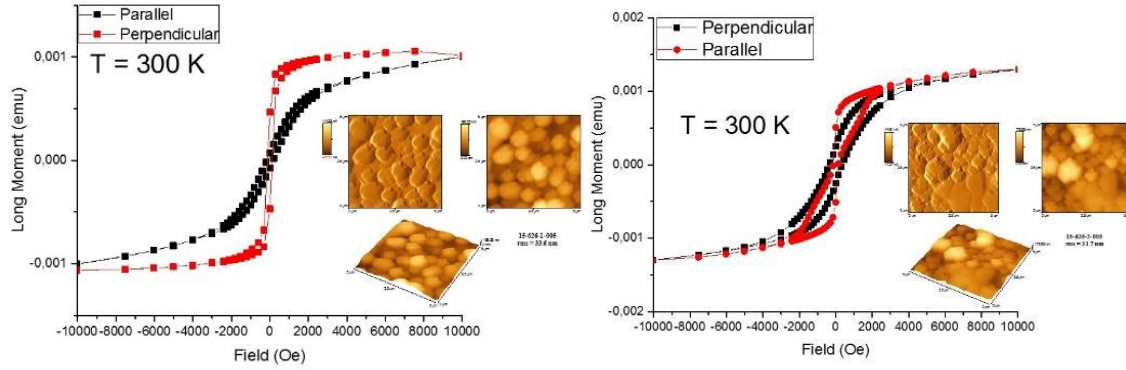 Parallel
Perpendicular
T = 300 K
0,001
0,000
-0,001
Long Moment (emu)
-10000 -8000 -6000 -4000 -2000 0 2000 4000 6000 8000 10000
Field (Oe)
0,002
Perpendicular
Parallel
T = 300 K
0,001
0,000
-0,001
-0,002
Long Moment (emu)
-10000 -8000 -6000 -4000 -2000 0 2000 4000 6000 8000 10000
Field (Oe)